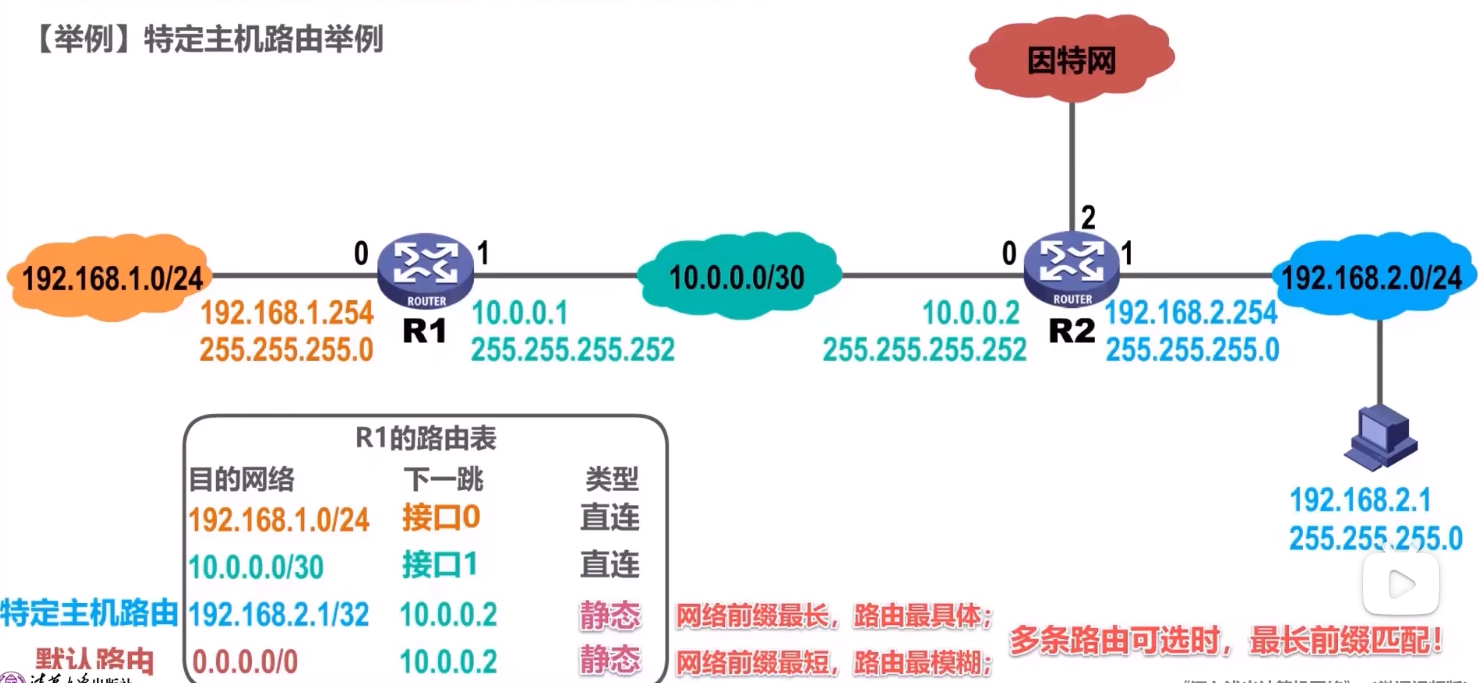 【举例】特定主机路由举例
因特网
2
0
1
0
1
192.168.1.0/24
10.0.0.0/30
192.168.2.0/24
ROUTER
ROUTER
192.168.1.254
R1
10.0.0.1
10.0.0.2
R2
192.168.2.254
255.255.255.0
255.255.255.252
255.255.255.252
255.255.255.0
R1的路由表
目的网络 下一跳 类型
192.168.1.0/24 接口0 直连
10.0.0.0/30 接口1 直连
特定主机路由 192.168.2.1/32 10.0.0.2 静态 网络前缀最长，路由最具体；
默认路由 0.0.0.0/0 10.0.0.2 静态 网络前缀最短，路由最模糊；
多条路由可选时，最长前缀匹配！
192.168.2.1
255.255.255.0